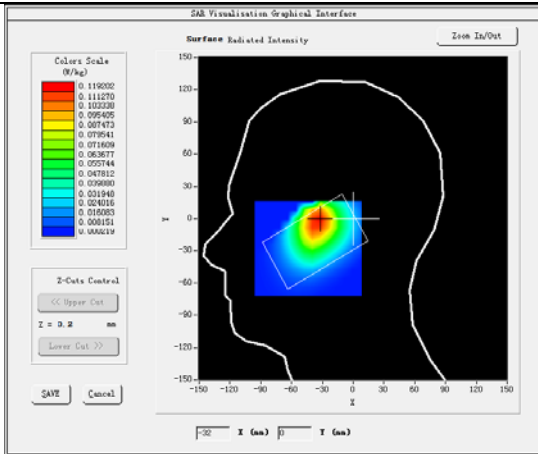 SAR Visualisation Graphical Interface
Surface Radiated Intensity
Zoom In/Out
Colors Scale
(W/kg)
0.119202
0.111270
0.103338
0.095405
0.087473
0.079541
0.071609
0.063677
0.055744
0.047812
0.039880
0.031948
0.024016
0.016083
0.008151
0.000219
Z-Cuts Control
<< Upper Cut
Z = 0.2 mm
Lower Cut >>
SAVE Cancel
150
120
90
60
30
0
-30
-60
-90
-120
-150
Y
-150 -120 -90 -60 -30 0 30 60 90 120 150
X
-32 X (mm) 0 Y (mm)